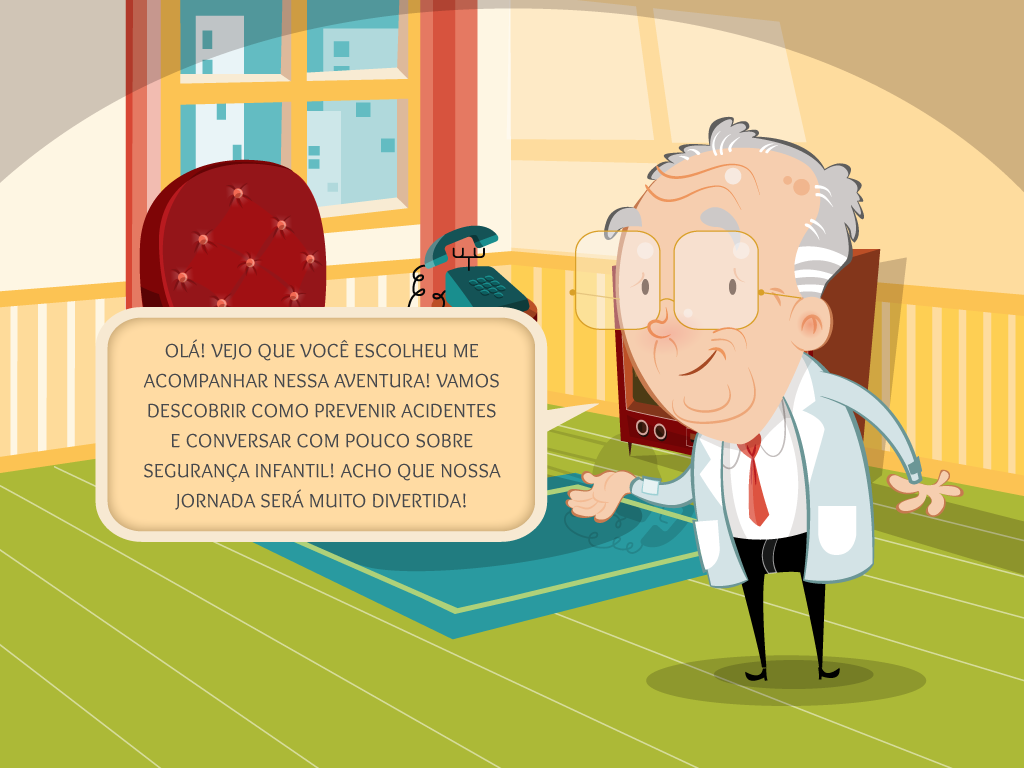 OLÁ! VEJO QUE VOCÊ ESCOLHEU ME
ACOMPANHAR NESSA AVENTURA! VAMOS
DESCOBRIR COMO PREVENIR ACIDENTES
E CONVERSAR COM POUCO SOBRE
SEGURANÇA INFANTIL! ACHO QUE NOSSA
JORNADA SERÁ MUITO DIVERTIDA!